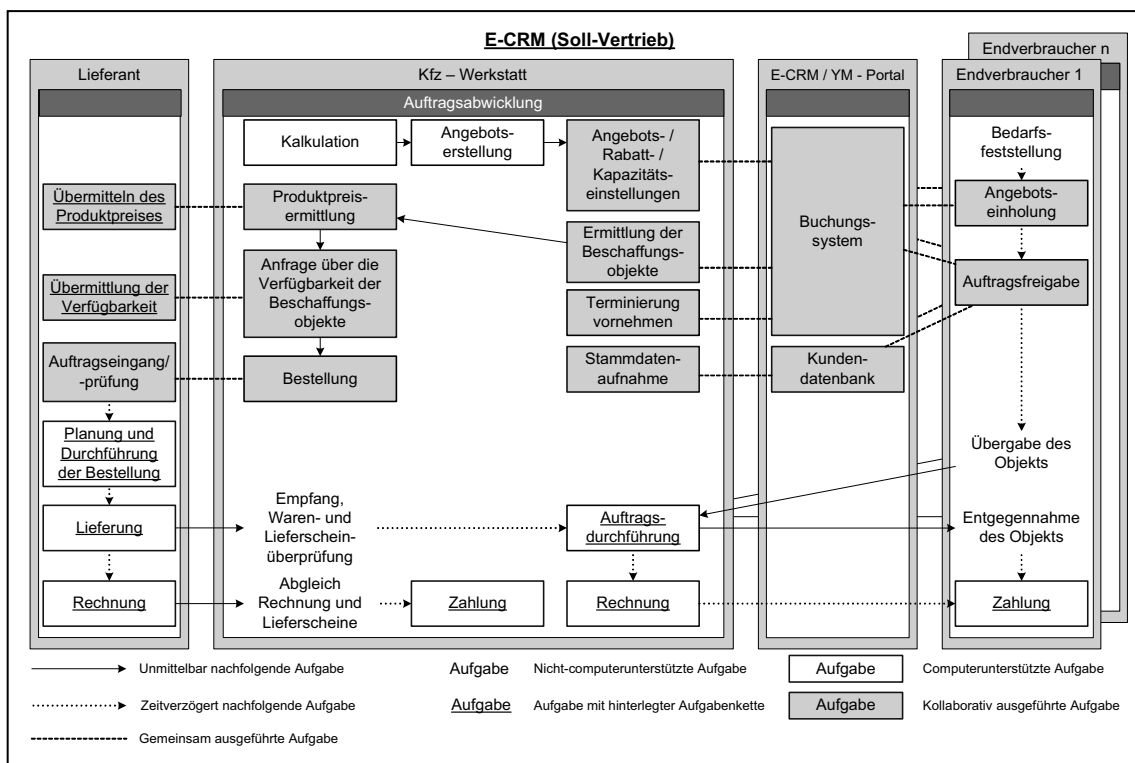 E-CRM (Soll-Vertrieb)
Endverbraucher n
Lieferant
Kfz – Werkstatt
E-CRM / YM - Portal
Endverbraucher 1
Auftragsabwicklung
Kalkulation
Angebots-
erstellung
Angebots- /
Rabatt- /
Kapazitäts-
einstellungen
Bedarfs-
feststellung
Übermitteln des
Produktpreises
Produktpreis-
ermittlung
Ermittlung der
Beschaffungs-
objekte
Buchungs-
system
Angebots-
einholung
Übermittlung der
Verfügbarkeit
Anfrage über die
Verfügbarkeit der
Beschaffungs-
objekte
Terminierung
vornehmen
Auftragsfreigabe
Auftragseingang/
-prüfung
Bestellung
Stammdaten-
aufnahme
Kunden-
datenbank
Planung und
Durchführung
der Bestellung
Übergabe des
Objekts
Lieferung
Empfang,
Waren- und
Lieferschein-
überprüfung
Auftrags-
durchführung
Entgegennahme
des Objekts
Rechnung
Abgleich
Rechnung und
Lieferscheine
Zahlung
Rechnung
Zahlung
Unmittelbar nachfolgende Aufgabe
Aufgabe
Nicht-computerunterstützte Aufgabe
Aufgabe
Computerunterstützte Aufgabe
Zeitverzögert nachfolgende Aufgabe
Aufgabe
Aufgabe mit hinterlegter Aufgabenkette
Aufgabe
Kollaborativ ausgeführte Aufgabe
Gemeinsam ausgeführte Aufgabe